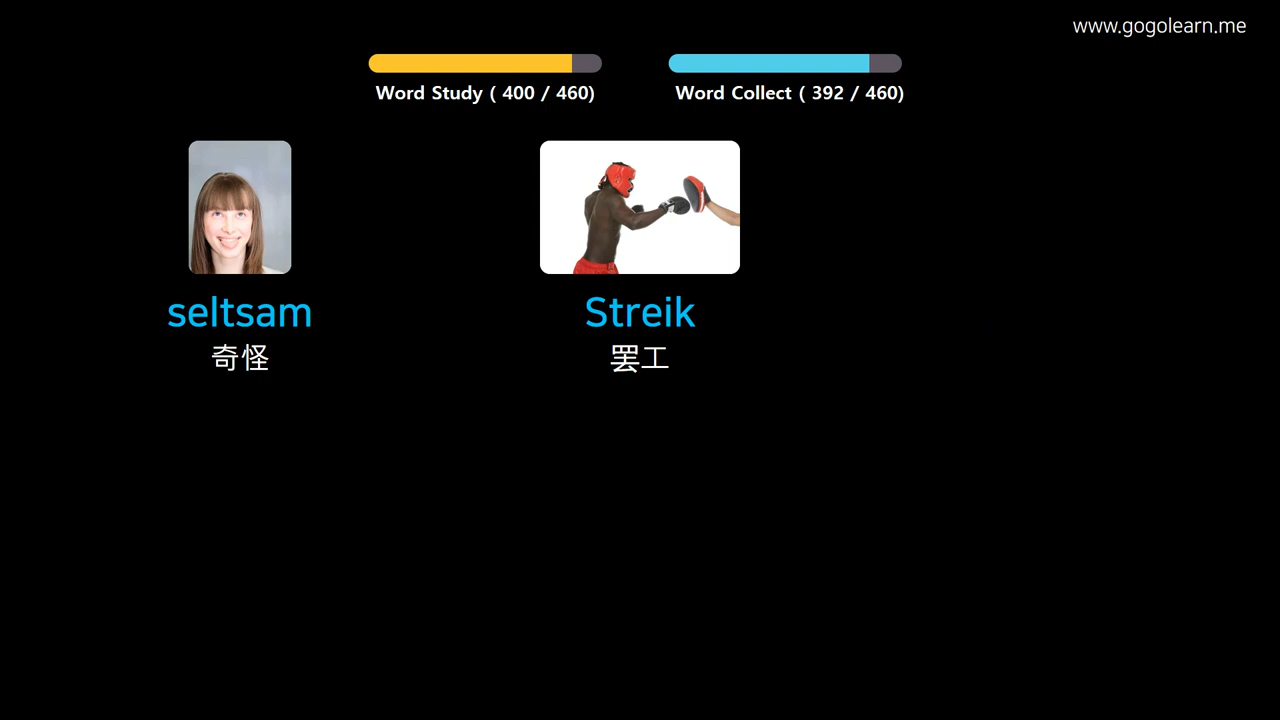 www.gogolearn.me
Word Study ( 400 / 460)
Word Collect ( 392 / 460)
seltsam
奇怪
Streik
罢工